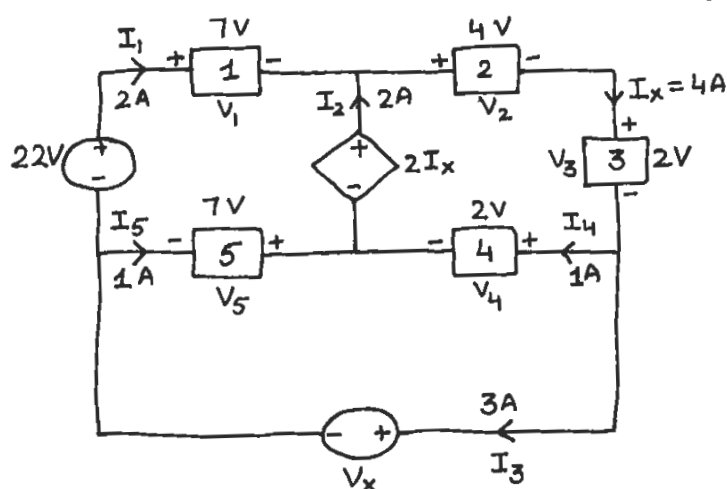 7V
4V
I₁ + 1 - + 2 -
2A V₁ I₂ 2A V₂ Iₓ = 4A
+
22V + - + - 2Iₓ V₃ 3 2V
-
7V 2V
I₅ I₄
- 5 + - 4 +
1A V₅ V₄ 1A
3A
- +
Vₓ I₃